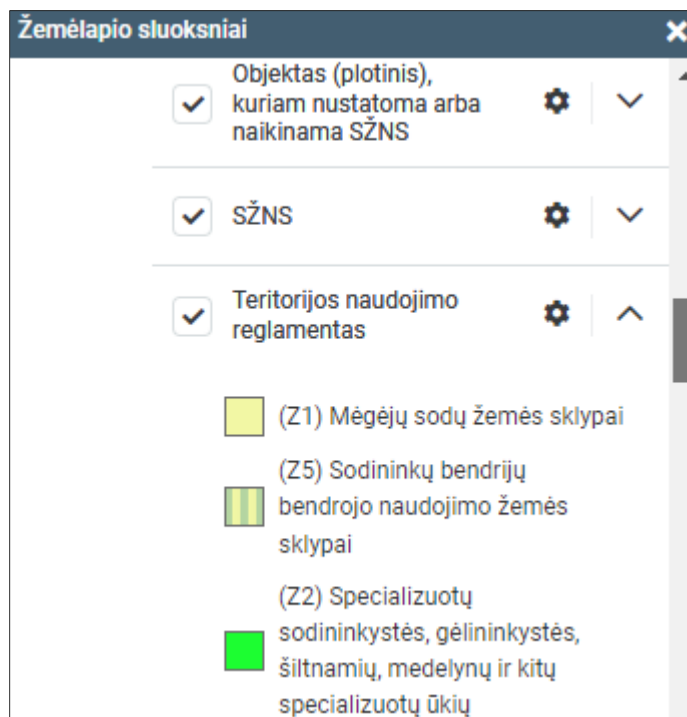 Žemėlapio sluoksniai
Objektas (plotinis),
kuriam nustatoma arba
naikinama SŽNS
SŽNS
Teritorijos naudojimo
reglamentas
(Z1) Mėgėjų sodų žemės sklypai
(Z5) Sodininkų bendrijų
bendrojo naudojimo žemės
sklypai
(Z2) Specializuotų
sodininkystės, gėlininkystės,
šiltnamių, medelynų ir kitų
specializuotų ūkių